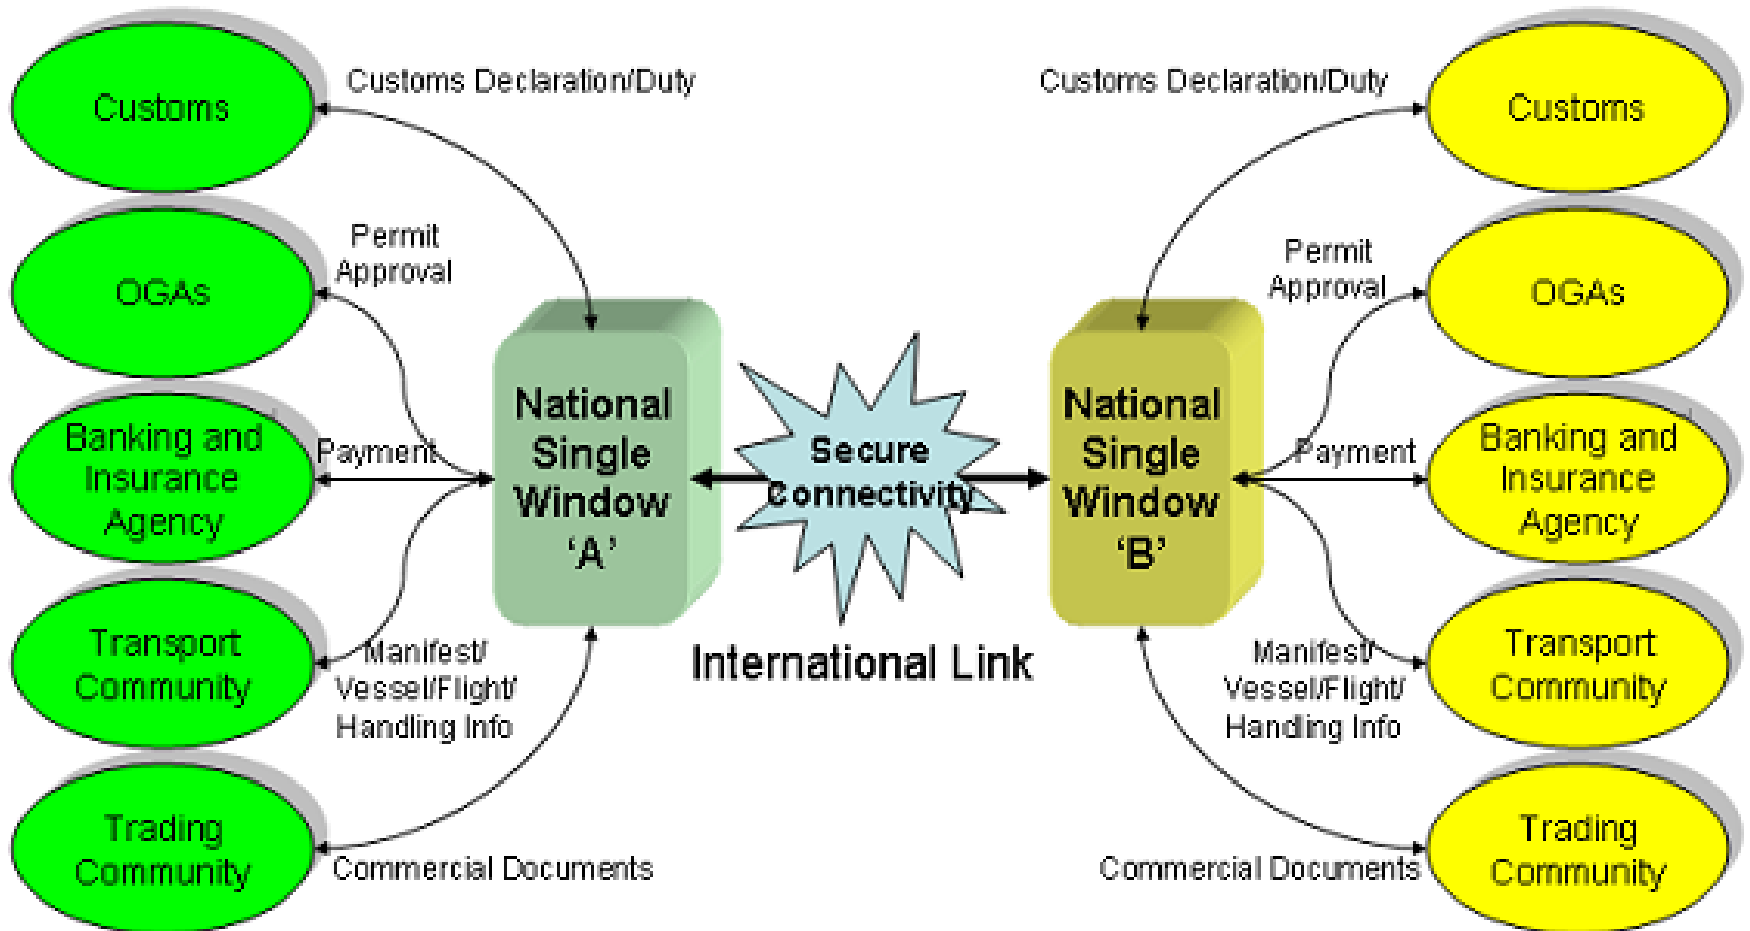 Customs
Customs Declaration/Duty
Customs Declaration/Duty
Customs
OGAs
Permit
Approval
Permit
Approval
OGAs
Banking and
Insurance
Agency
Payment
National
Single
Window
‘A’
Secure
Connectivity
National
Single
Window
‘B’
Payment
Banking and
Insurance
Agency
International Link
Transport
Community
Manifest/
Vessel/Flight/
Handling Info
Manifest/
Vessel/Flight/
Handling Info
Transport
Community
Trading
Community
Commercial Documents
Commercial Documents
Trading
Community